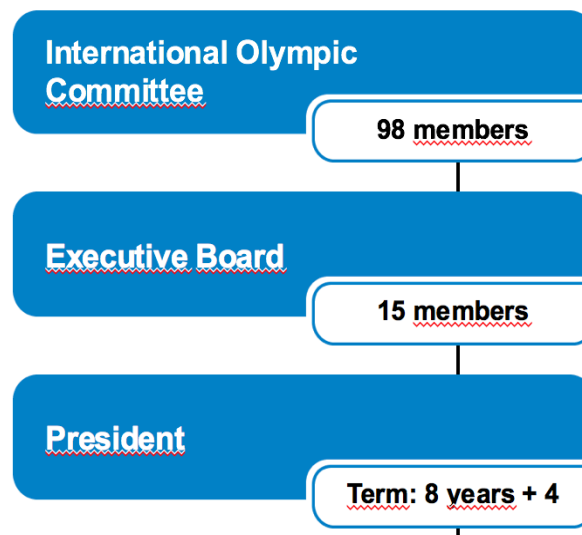 International Olympic
Committee
98 members
Executive Board
15 members
President
Term: 8 years + 4